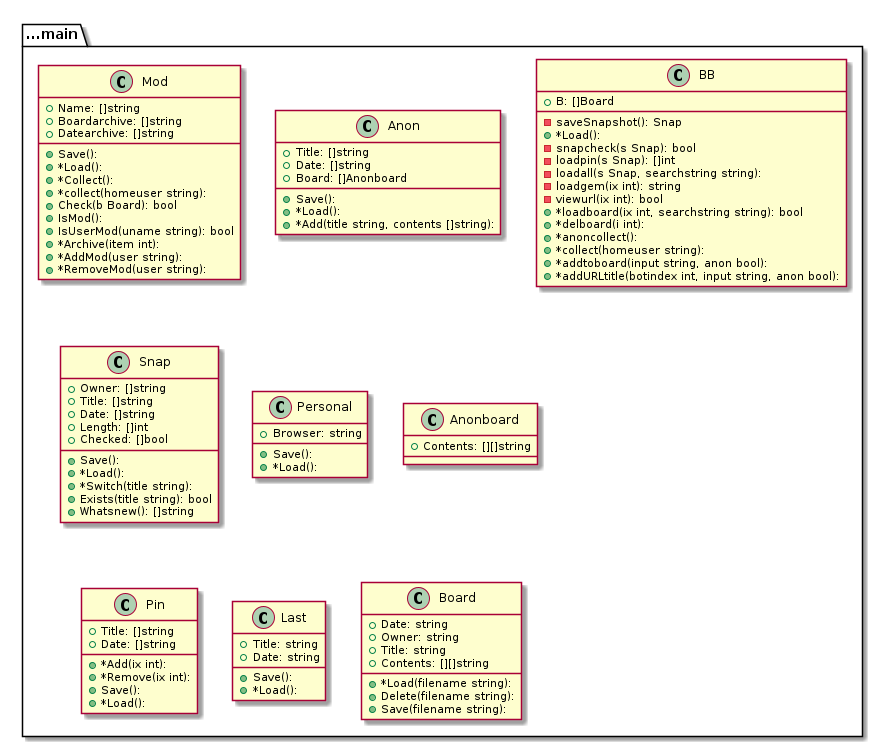 ...main
C Mod
Name: []string
Boardarchive: []string
Datearchive: []string
Save():
*Load():
*Collect():
*collect(homeuser string):
Check(b Board): bool
IsMod():
IsUserMod(uname string): bool
*Archive(item int):
*AddMod(user string):
*RemoveMod(user string):
C Anon
Title: []string
Date: []string
Board: []Anonboard
Save():
*Load():
*Add(title string, contents []string):
C BB
B: []Board
saveSnapshot(): Snap
*Load():
snapcheck(s Snap): bool
loadpin(s Snap): []int
loadall(s Snap, searchstring string):
loadgem(ix int): string
viewurl(ix int): bool
*loadboard(ix int, searchstring string): bool
*delboard(i int):
*anoncollect():
*collect(homeuser string):
*addtoboard(input string, anon bool):
*addURLtitle(botindex int, input string, anon bool):
C Snap
Owner: []string
Title: []string
Date: []string
Length: []int
Checked: []bool
Save():
*Load():
*Switch(title string):
Exists(title string): bool
Whatsnew(): []string
C Personal
Browser: string
Save():
*Load():
C Anonboard
Contents: [][]string
C Pin
Title: []string
Date: []string
*Add(ix int):
*Remove(ix int):
Save():
*Load():
C Last
Title: string
Date: string
Save():
*Load():
C Board
Date: string
Owner: string
Title: string
Contents: [][]string
*Load(filename string):
Delete(filename string):
Save(filename string):